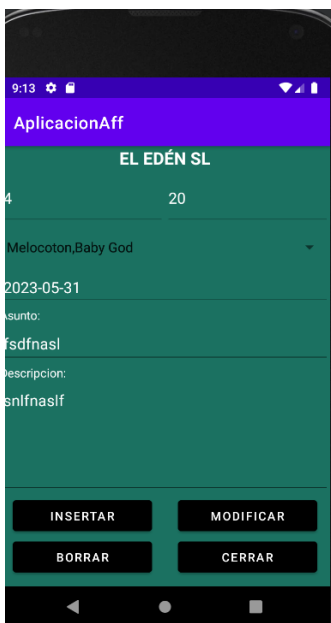 9:13
AplicacionAff
EL EDÉN SL
4 20
Melocoton,Baby God
2023-05-31
Asunto:
fsdfnasl
Descripcion:
snlfnaslf
INSERTAR MODIFICAR
BORRAR CERRAR